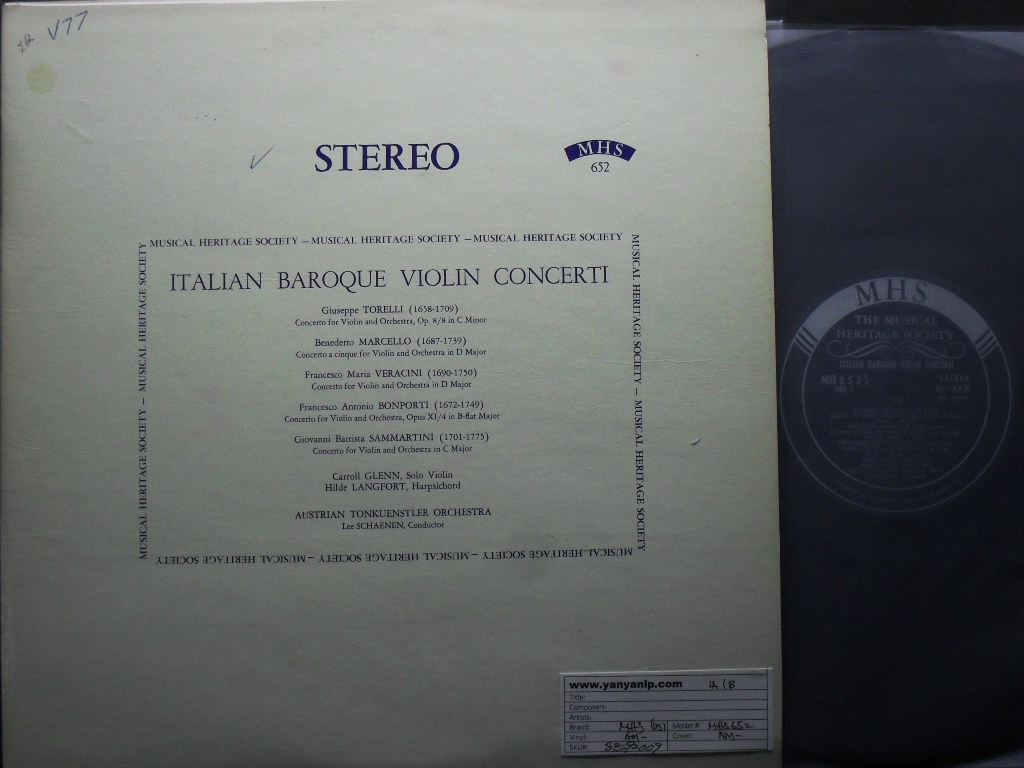 V77
STEREO
MHS
652
MUSICAL HERITAGE SOCIETY — MUSICAL HERITAGE SOCIETY — MUSICAL HERITAGE SOCIETY
MUSICAL HERITAGE SOCIETY — MUSICAL HERITAGE SOCIETY
MUSICAL HERITAGE SOCIETY — MUSICAL HERITAGE SOCIETY
ITALIAN BAROQUE VIOLIN CONCERTI
Giuseppe TORELLI (1658-1709)
Concerto for Violin and Orchestra, Op. 8/8 in C Minor
Benedetto MARCELLO (1687-1739)
Concerto a cinque for Violin and Orchestra in D Major
Francesco Maria VERACINI (1690-1750)
Concerto for Violin and Orchestra in D Major
Francesco Antonio BONPORTI (1672-1749)
Concerto for Violin and Orchestra, Opus XI/4 in B-flat Major
Giovanni Battista SAMMARTINI (1701-1775)
Concerto for Violin and Orchestra in C Major
Carroll GLENN, Solo Violin
Hilde LANGFORT, Harpsichord
AUSTRIAN TONKUENSTLER ORCHESTRA
Lee SCHAENEN, Conductor
MUSICAL HERITAGE SOCIETY — MUSICAL HERITAGE SOCIETY — MUSICAL HERITAGE SOCIETY
MHS
THE MUSICAL
HERITAGE SOCIETY
ITALIAN BAROQUE VIOLIN CONCERTI
STEREO
www.yanyanlp.com
Title:
Composers:
Artists:
Brand: MHS (us) Model#: MHS652
Vinyl: NM- Cover: NM-
SKU#: